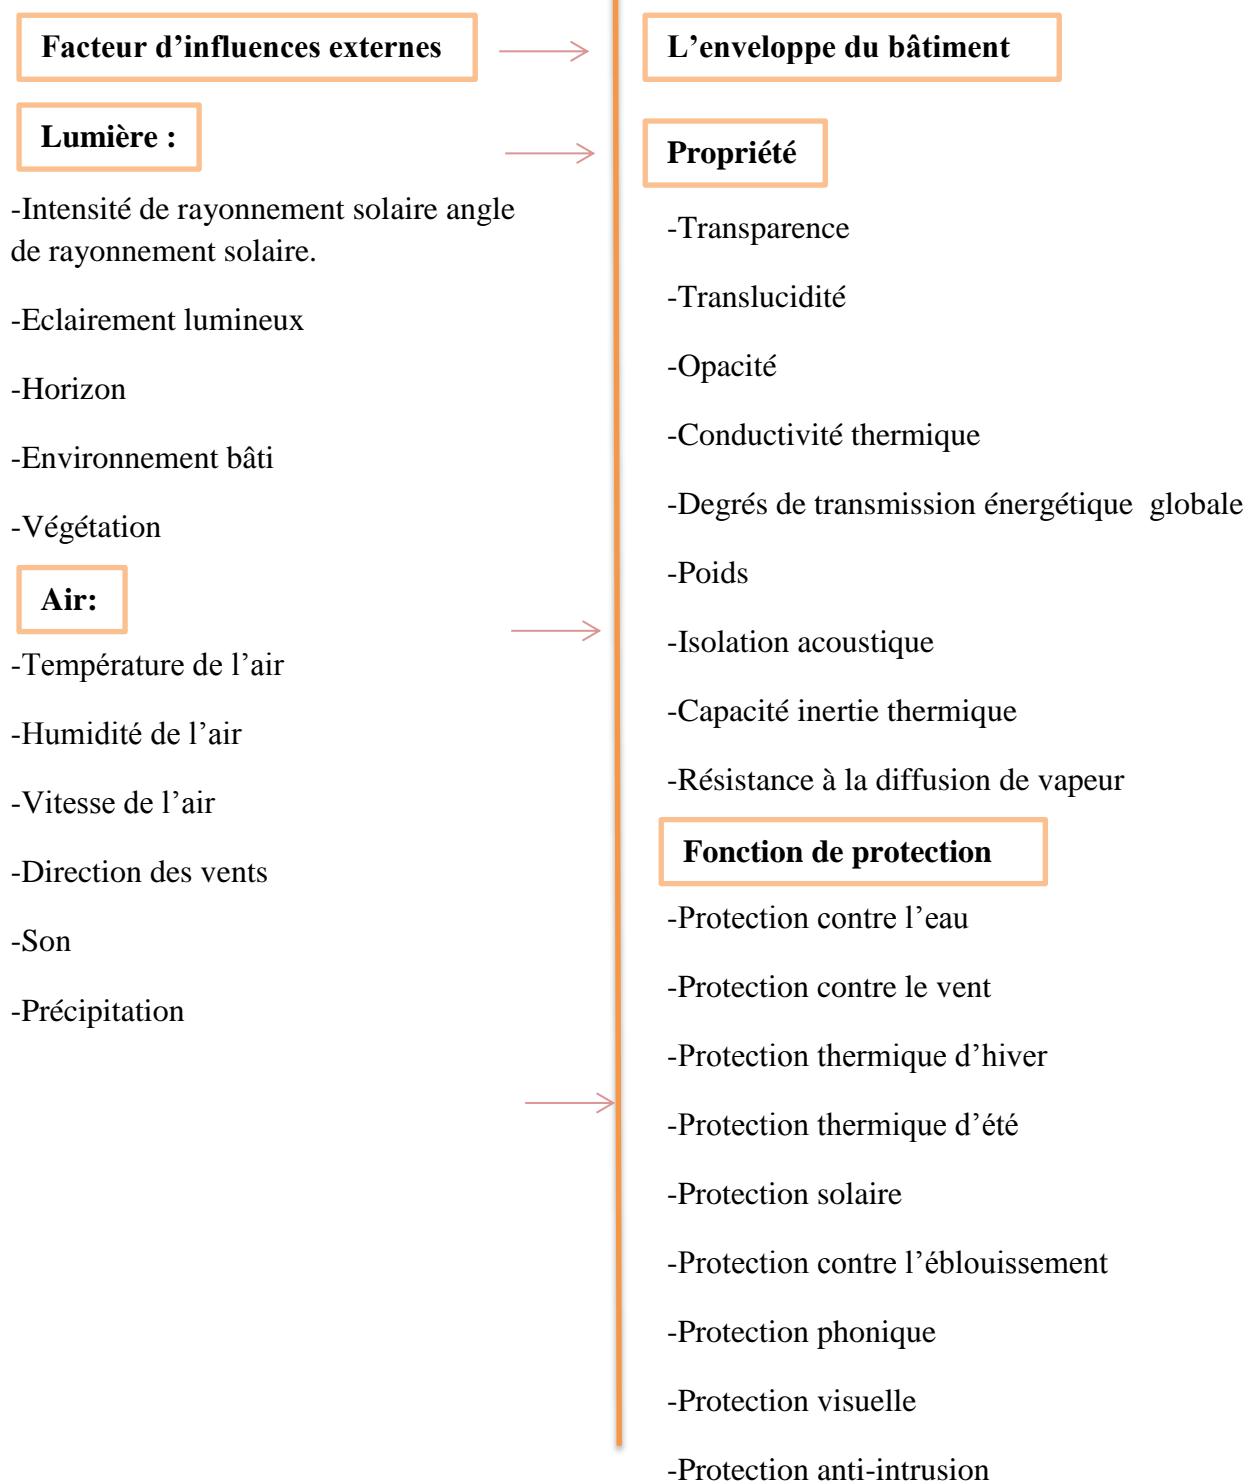 Facteur d’influences externes
Lumière :
-Intensité de rayonnement solaire angle
de rayonnement solaire.
-Eclairement lumineux
-Horizon
-Environnement bâti
-Végétation
Air:
-Température de l’air
-Humidité de l’air
-Vitesse de l’air
-Direction des vents
-Son
-Précipitation
L’enveloppe du bâtiment
Propriété
-Transparence
-Translucidité
-Opacité
-Conductivité thermique
-Degrés de transmission énergétique  globale
-Poids
-Isolation acoustique
-Capacité inertie thermique
-Résistance à la diffusion de vapeur
Fonction de protection
-Protection contre l’eau
-Protection contre le vent
-Protection thermique d’hiver
-Protection thermique d’été
-Protection solaire
-Protection contre l’éblouissement
-Protection phonique
-Protection visuelle
-Protection anti-intrusion